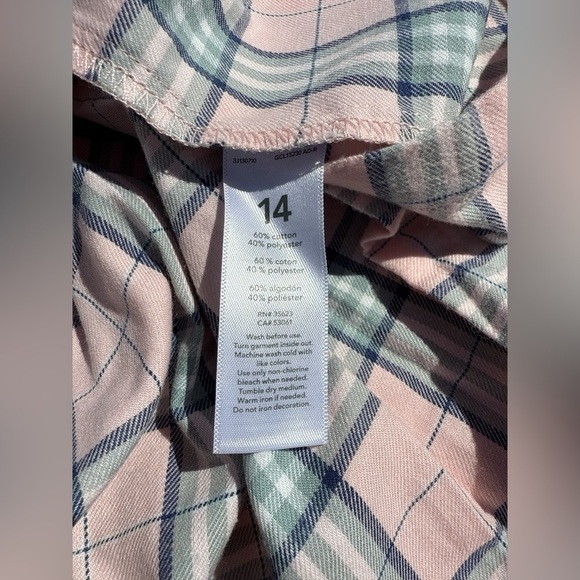 14
60% cotton
40% polyester
60 % coton
40 % polyester
60% algodón
40% poliéster
RN# 35623
CA# 53061
Wash before use.
Turn garment inside out.
Machine wash cold with
like colors.
Use only non-chlorine
bleach when needed.
Tumble dry medium.
Warm iron if needed.
Do not iron decoration.